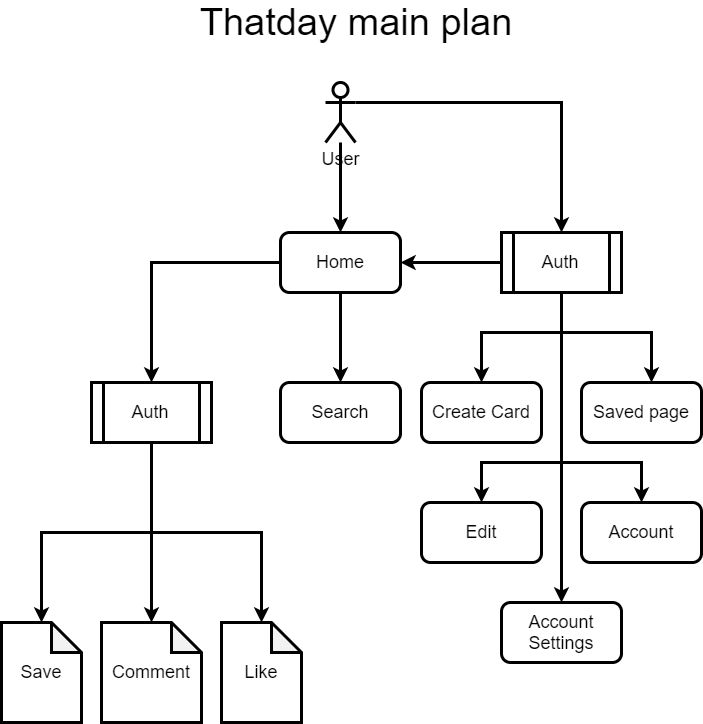 Thatday main plan
User
Home
Auth
Auth
Search
Create Card
Saved page
Edit
Account
Account
Settings
Save
Comment
Like